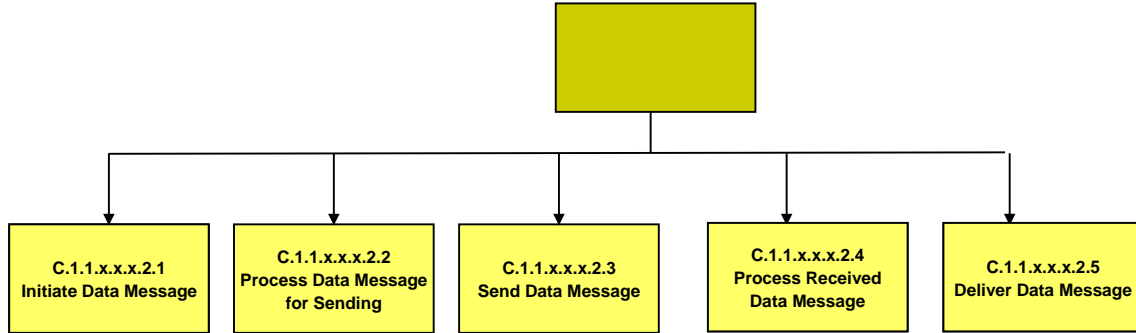 C.1.1.x.x.x.2.1
Initiate Data Message
C.1.1.x.x.x.2.2
Process Data Message
for Sending
C.1.1.x.x.x.2.3
Send Data Message
C.1.1.x.x.x.2.4
Process Received
Data Message
C.1.1.x.x.x.2.5
Deliver Data Message